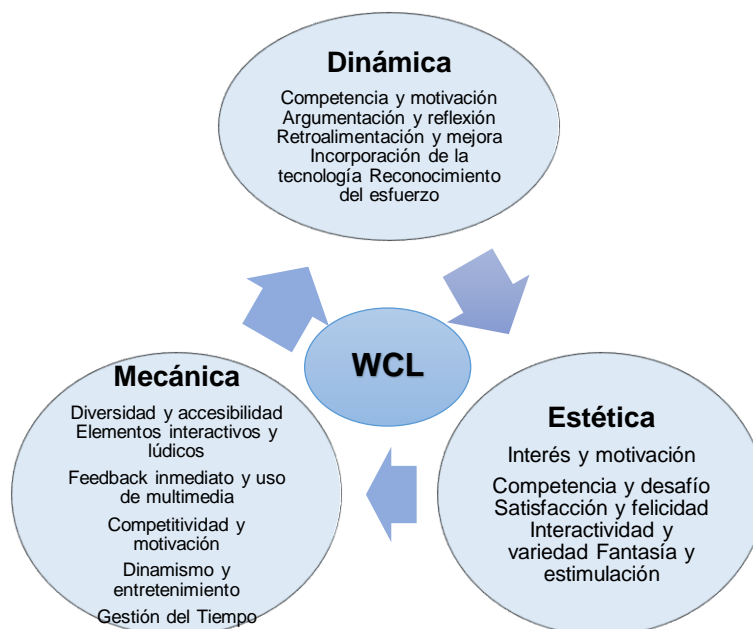 Dinámica
Competencia y motivación
Argumentación y reflexión
Retroalimentación y mejora
Incorporación de la
tecnología Reconocimiento
del esfuerzo
WCL
Mecánica
Diversidad y accesibilidad
Elementos interactivos y
lúdicos
Feedback inmediato y uso
de multimedia
Competitividad y
motivación
Dinamismo y
entretenimiento
Gestión del Tiempo
Estética
Interés y motivación
Competencia y desafío
Satisfacción y felicidad
Interactividad y
variedad Fantasía y
estimulación